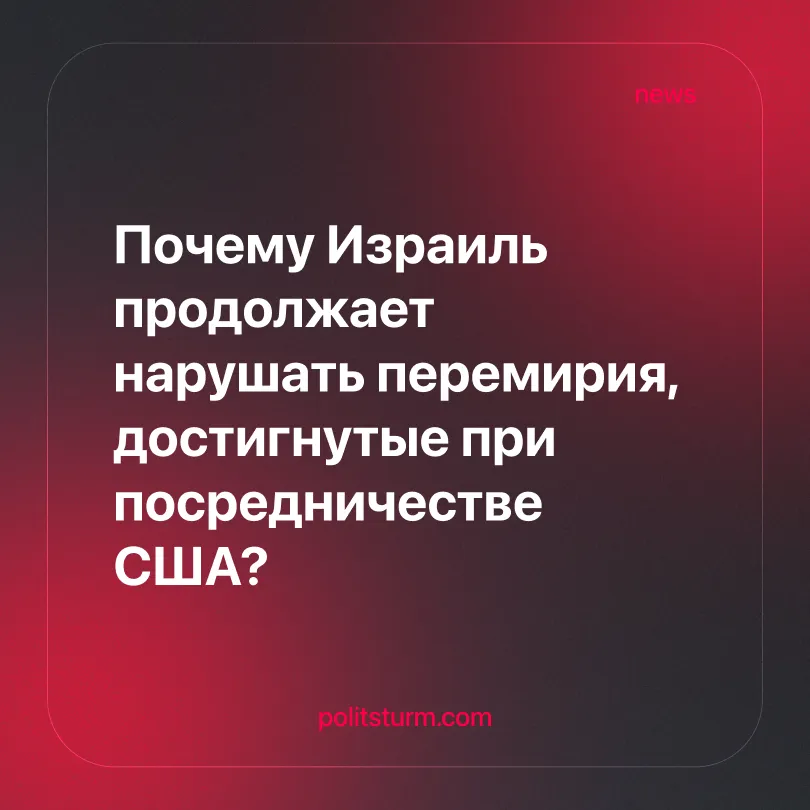 news
Почему Израиль
продолжает
нарушать перемирия,
достигнутые при
посредничестве
США?
politsturm.com